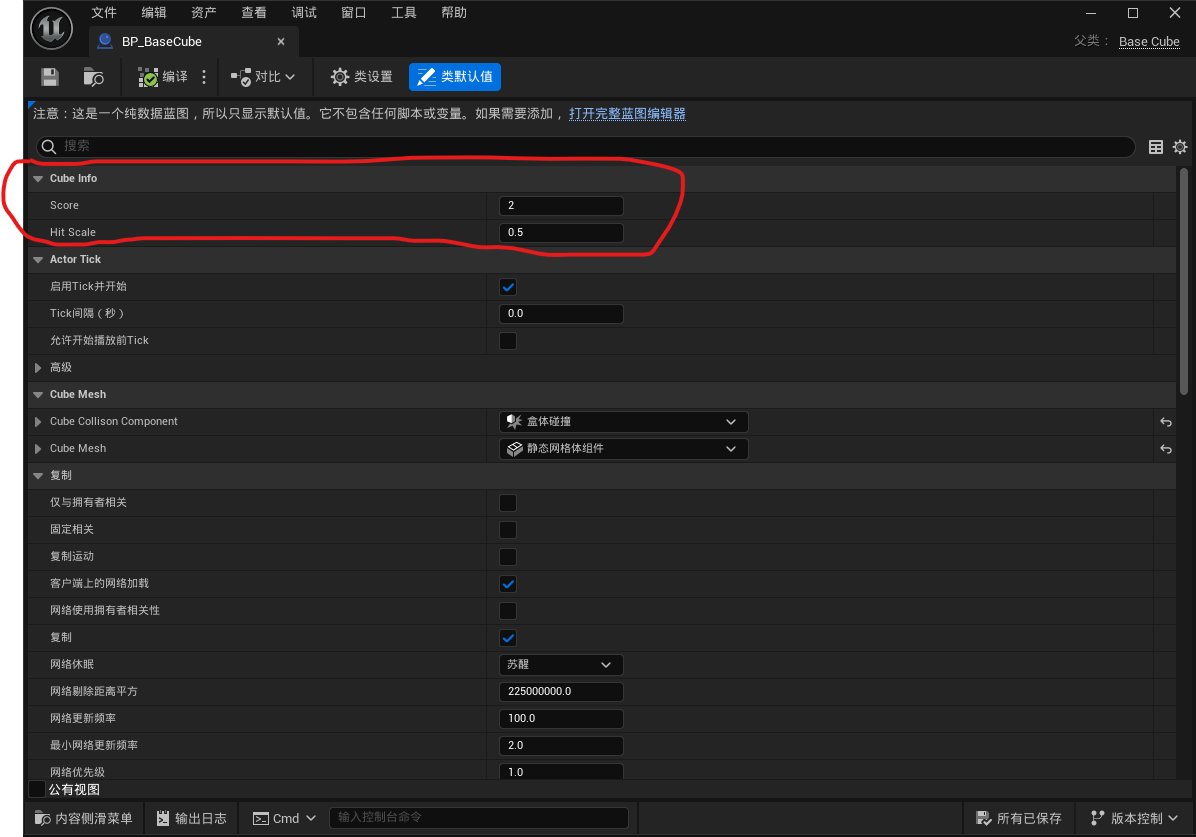 文件 编辑 资产 查看 调试 窗口 工具 帮助
BP_BaseCube
父类： Base Cube
编译 对比 类设置 类默认值
注意：这是一个纯数据蓝图，所以只显示默认值。它不包含任何脚本或变量。如果需要添加，打开完整蓝图编辑器
搜索
Cube Info
Score 2
Hit Scale 0.5
Actor Tick
启用Tick并开始
Tick间隔（秒） 0.0
允许开始播放前Tick
高级
Cube Mesh
Cube Collison Component 盒体碰撞
Cube Mesh 静态网格体组件
复制
仅与拥有者相关
固定相关
复制运动
客户端上的网络加载
网络使用拥有者相关性
复制
网络休眠 苏醒
网络剔除距离平方 225000000.0
网络更新频率 100.0
最小网络更新频率 2.0
网络优先级 1.0
公有视图
内容侧滑菜单 输出日志 Cmd 输入控制台命令 所有已保存 版本控制